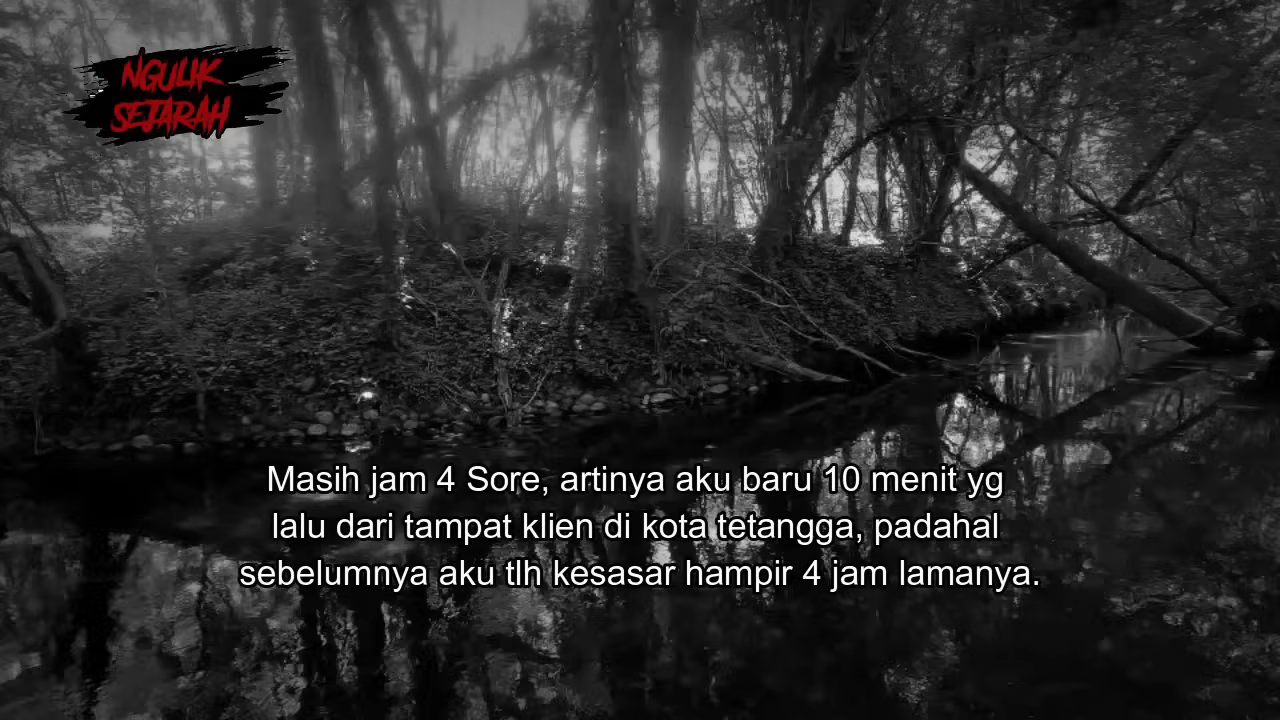 NGULIK
SEJARAH
Masih jam 4 Sore, artinya aku baru 10 menit yg
lalu dari tampat klien di kota tetangga, padahal
sebelumnya aku tlh kesasar hampir 4 jam lamanya.